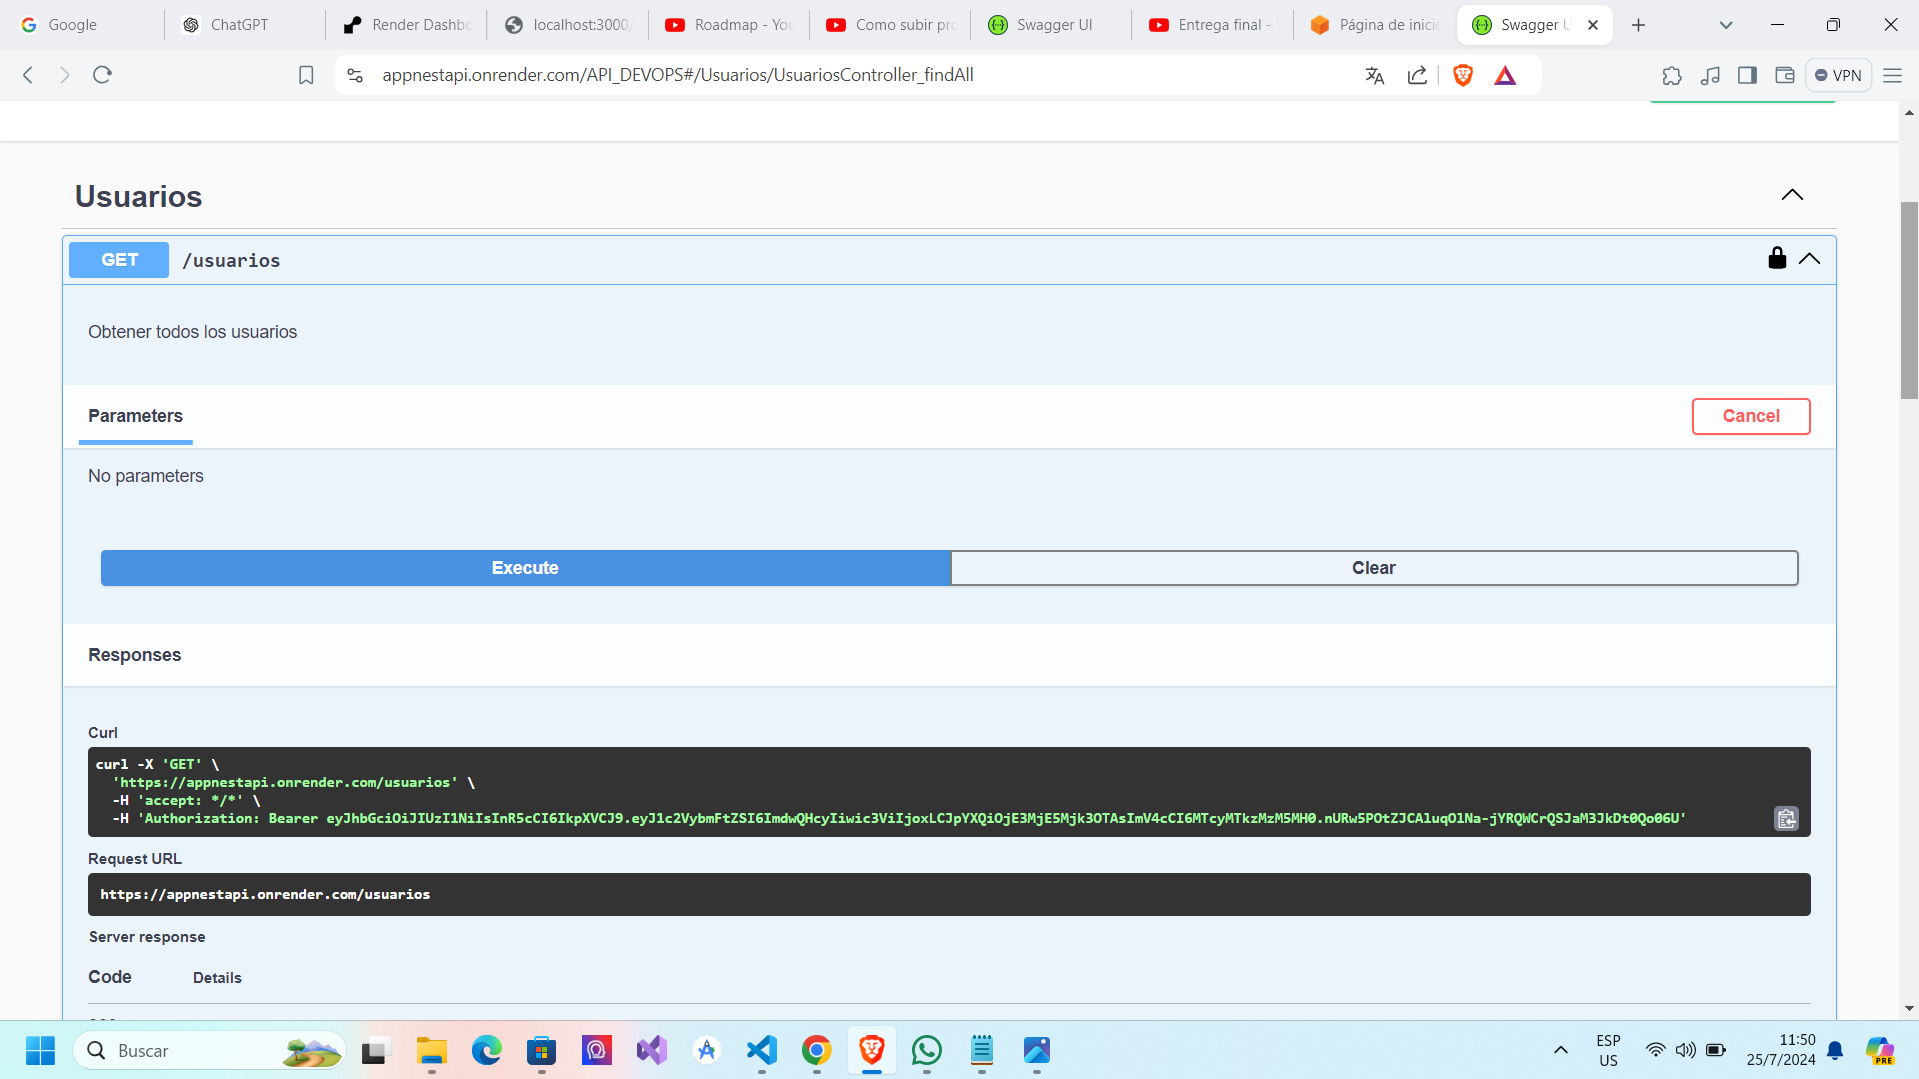 Google
ChatGPT
Render Dashbo
localhost:3000/
Roadmap - You
Como subir pro
Swagger UI
Entrega final -
Página de inici
Swagger U
appnestapi.onrender.com/API_DEVOPS#/Usuarios/UsuariosController_findAll
VPN
Usuarios
GET /usuarios
Obtener todos los usuarios
Parameters
Cancel
No parameters
Execute
Clear
Responses
Curl
curl -X 'GET' \
'https://appnestapi.onrender.com/usuarios' \
-H 'accept: */*' \
-H 'Authorization: Bearer eyJhbGciOiJIUzI1NiIsInR5cCI6IkpXVCJ9.eyJ1c2VybmFtZSI6ImdwQHcyIiwic3ViIjoxLCJpYXQiOjE3MjE5Mjk3OTAsImV4cCI6MTcyMTkzMzM5MH0.nURw5POtZJCAluqOlNa-jYRQWCrQSJaM3JkDt0Qo06U'
Request URL
https://appnestapi.onrender.com/usuarios
Server response
Code Details
Buscar
ESP
US
11:50
25/7/2024
PRE